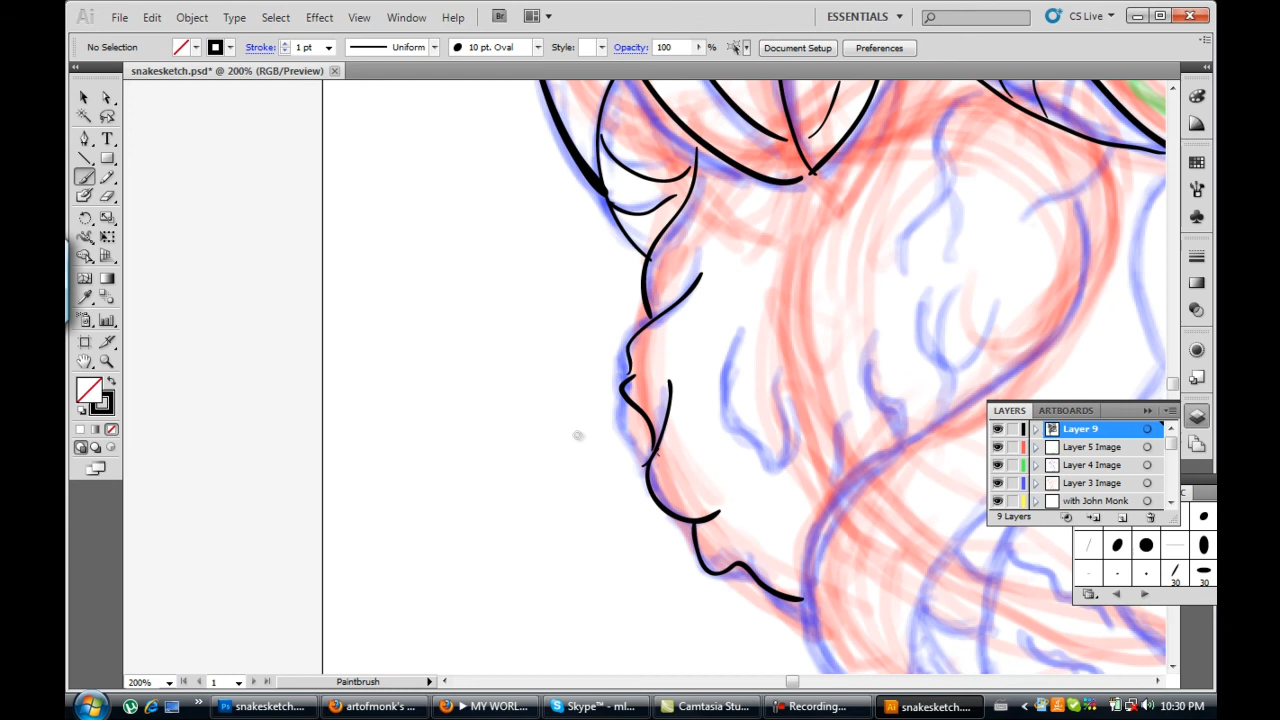 Ai File Edit Object Type Select Effect View Window Help Br ESSENTIALS CS Live
No Selection Stroke: 1 pt Uniform 10 pt. Oval Style: Opacity: 100 % Document Setup Preferences
snakesketch.psd* @ 200% (RGB/Preview)
LAYERS ARTBOARDS
Layer 9
Layer 5 Image
Layer 4 Image
Layer 3 Image
with John Monk
9 Layers
30 30
200% 1 Paintbrush
Ps snakesketch.... artofmonk's ... MY WORL... Skype™ - ml... Camtasia Stu... Recording... Ai snakesketch.... 10:30 PM